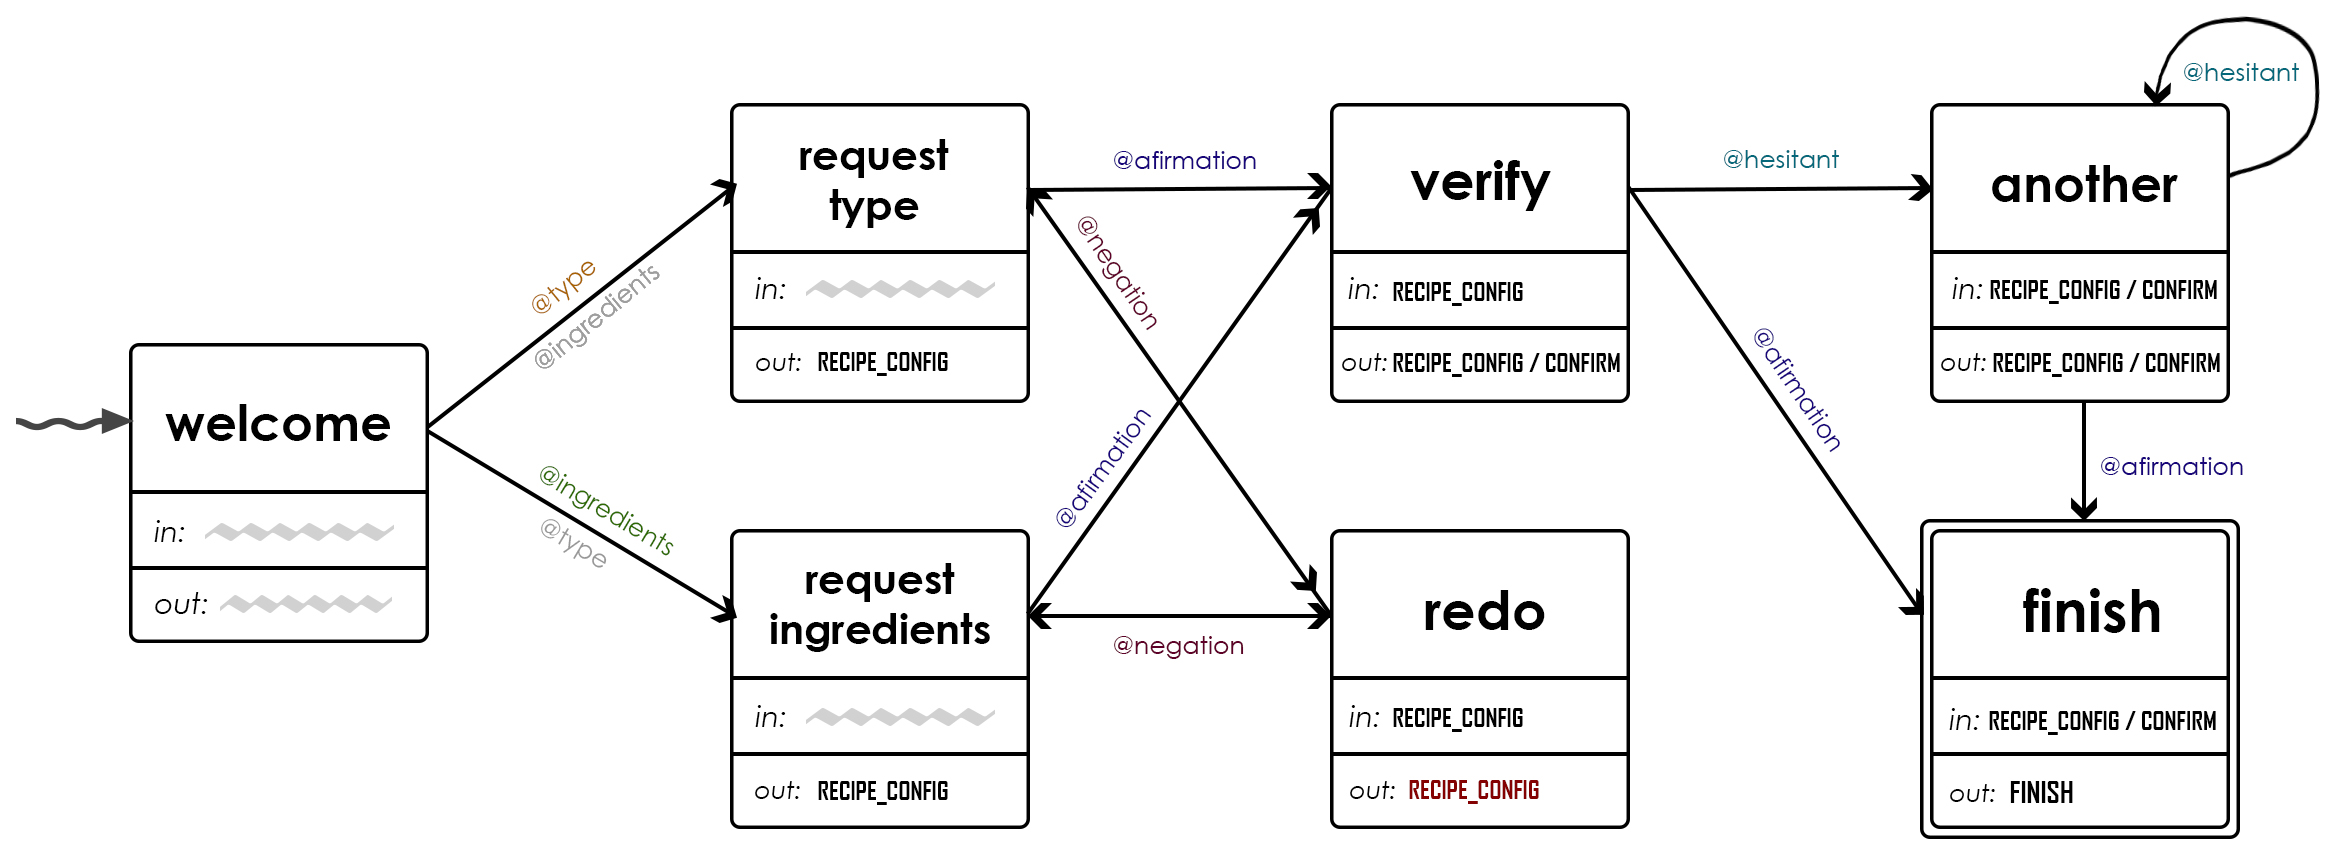 welcome
in:
out:
@type
@ingredients
@ingredients
@type
request
type
in:
out: RECIPE_CONFIG
request
ingredients
in:
out: RECIPE_CONFIG
@afirmation
@negation
@afirmation
@negation
verify
in: RECIPE_CONFIG
out: RECIPE_CONFIG / CONFIRM
redo
in: RECIPE_CONFIG
out: RECIPE_CONFIG
@hesitant
@afirmation
@hesitant
another
in: RECIPE_CONFIG / CONFIRM
out: RECIPE_CONFIG / CONFIRM
@afirmation
finish
in: RECIPE_CONFIG / CONFIRM
out: FINISH